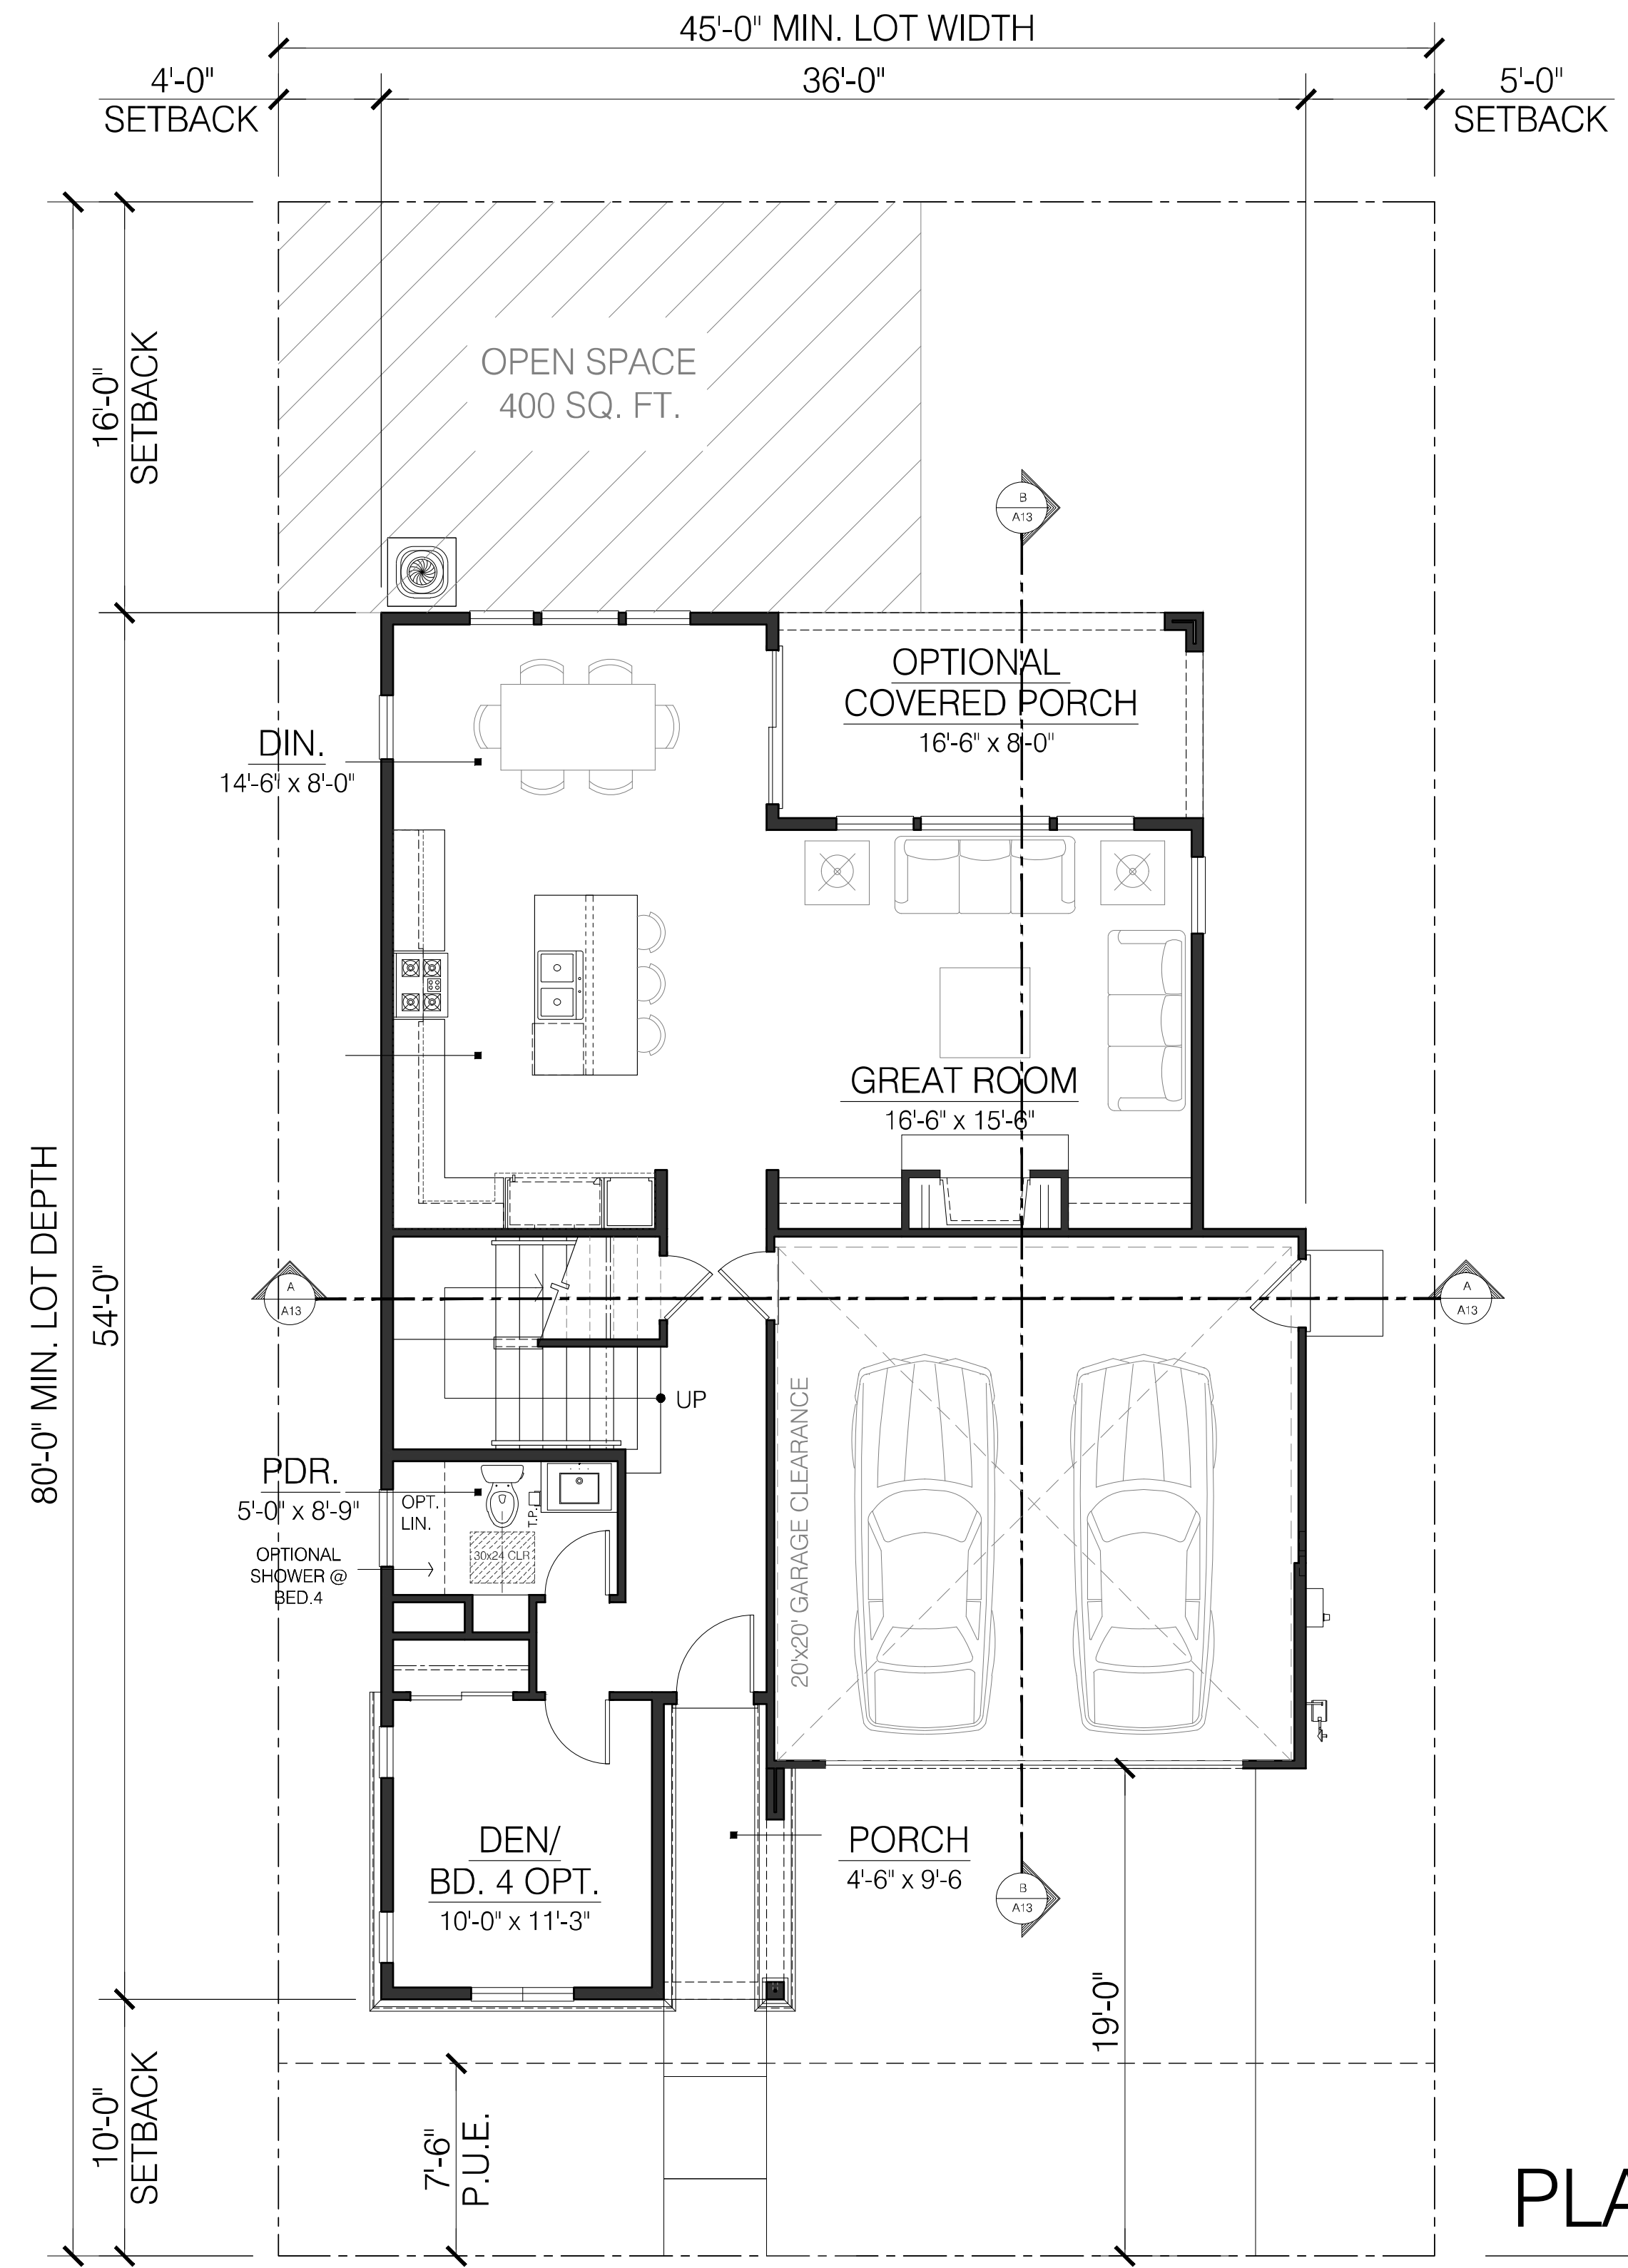 45'-0" MIN. LOT WIDTH
4'-0"
SETBACK
36'-0"
5'-0"
SETBACK
16'-0"
SETBACK
OPEN SPACE
400 SQ. FT.
B
A13
OPTIONAL
COVERED PORCH
16'-6" x 8'-0"
DIN.
14'-6" x 8'-0"
GREAT ROOM
16'-6" x 15'-6"
80'-0" MIN. LOT DEPTH
54'-0"
A
A13
A
A13
UP
20'x20' GARAGE CLEARANCE
PDR.
5'-0" x 8'-9"
OPT.
LIN.
T.P.
30x24 CLR
OPTIONAL
SHOWER @
BED.4
DEN/
BD. 4 OPT.
10'-0" x 11'-3"
PORCH
4'-6" x 9'-6
B
A13
19'-0"
10'-0"
SETBACK
7'-6"
P.U.E.